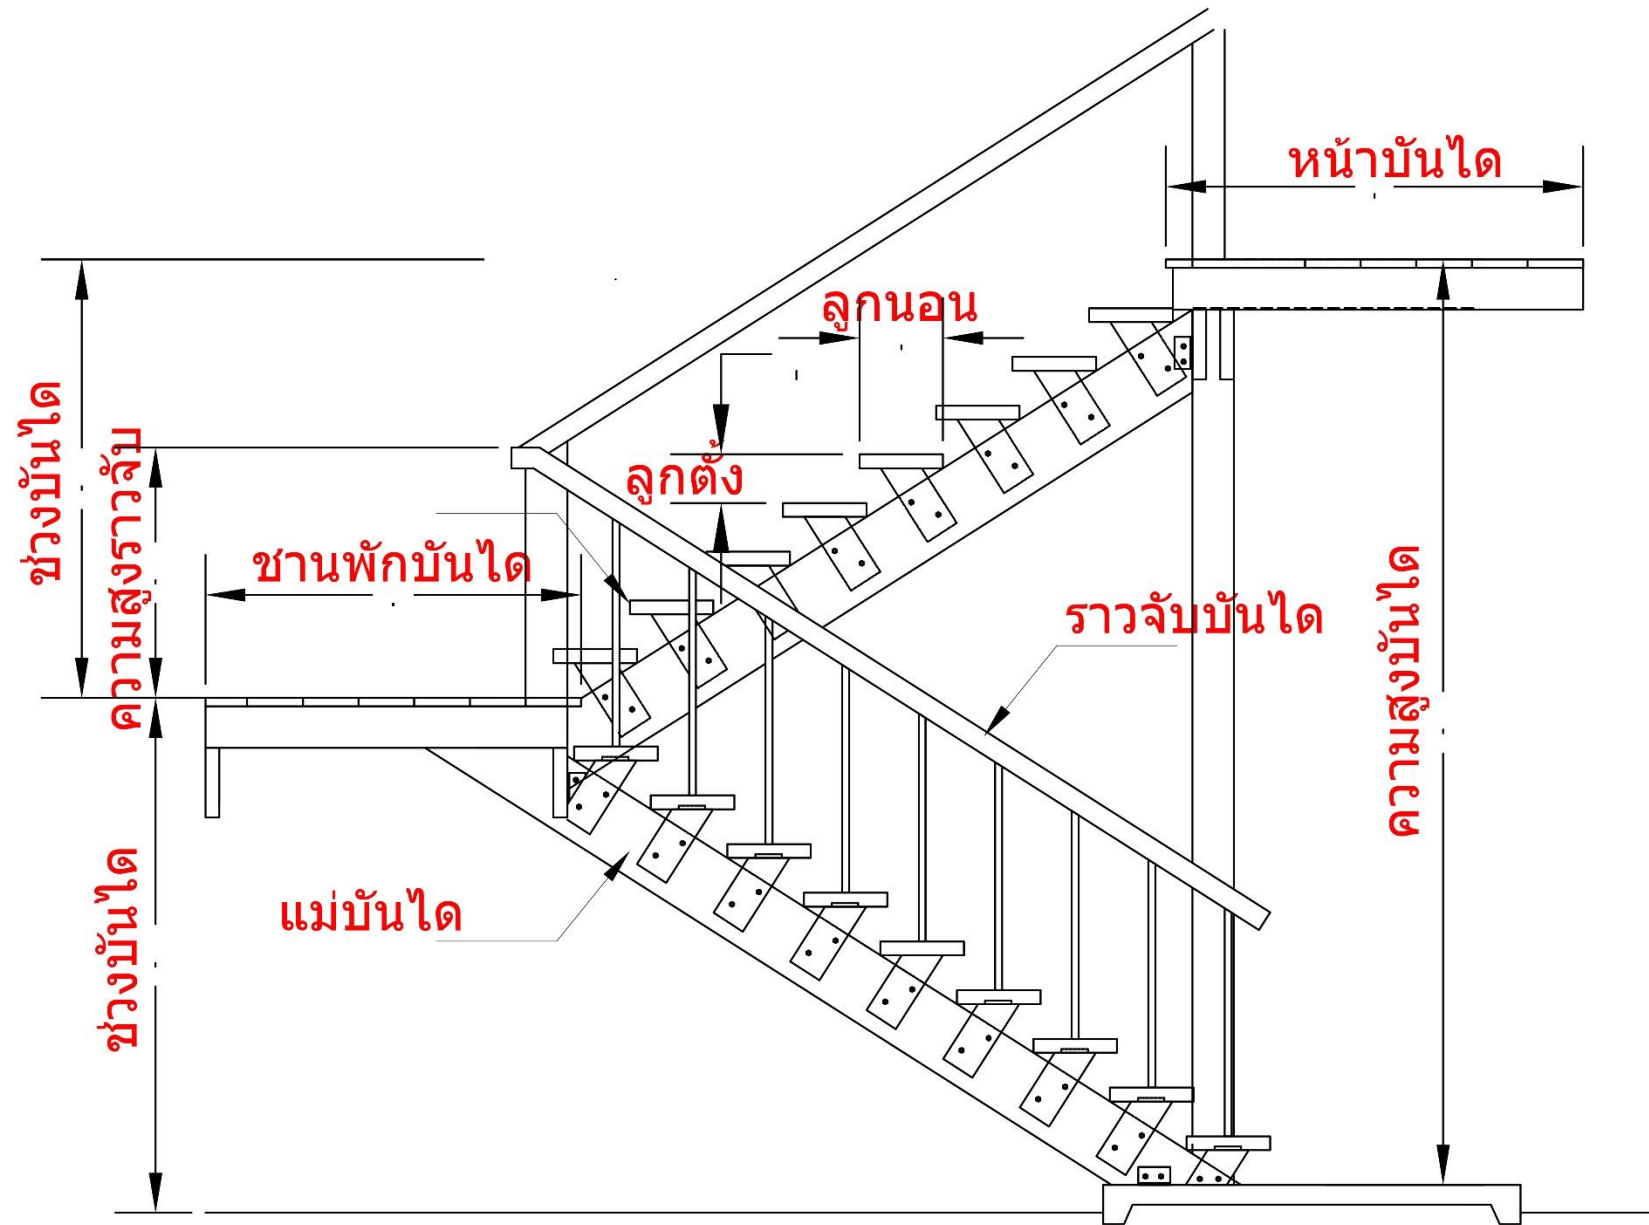 หน้าบันได
ลูกนอน
ช่วงบันได
ความสูงราวจับ
ลูกตั้ง
ชานพักบันได
ราวจับบันได
ความสูงบันได
แม่บันได
ช่วงบันได